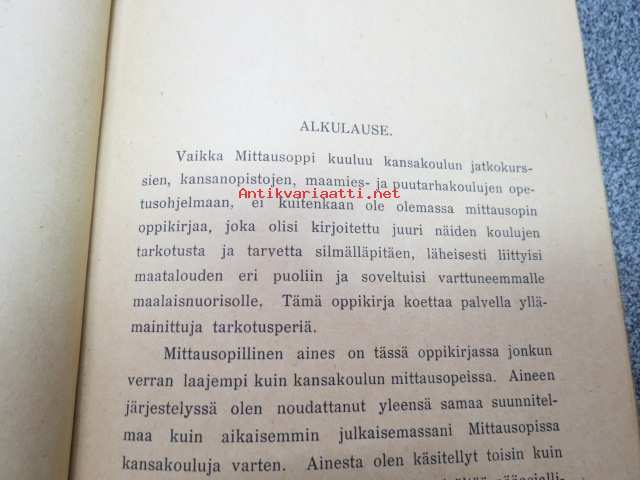 ALKULAUSE.
Vaikka Mittausoppi kuuluu kansakoulun jatkokurs-
sien, kansanopistojen, maamies- ja puutarhakoulujen ope-
Antikvariaatti.net
tusohjelmaan, ei kuitenkaan ole olemassa mittausopin
oppikirjaa, joka olisi kirjoitettu juuri näiden koulujen
tarkotusta ja tarvetta silmälläpitäen, läheisesti liittyisi
maatalouden eri puoliin ja soveltuisi varttuneemmalle
maalaisnuorisolle. Tämä oppikirja koettaa palvella yllä-
mainittuja tarkotusperiä.
Mittausopillinen aines on tässä oppikirjassa jonkun
verran laajempi kuin kansakoulun mittausopeissa. Aineen
järjestelyssä olen noudattanut yleensä samaa suunnitel-
maa kuin aikaisemmin julkaisemassani Mittausopissa
kansakouluja varten. Ainesta olen käsitellyt toisin kuin